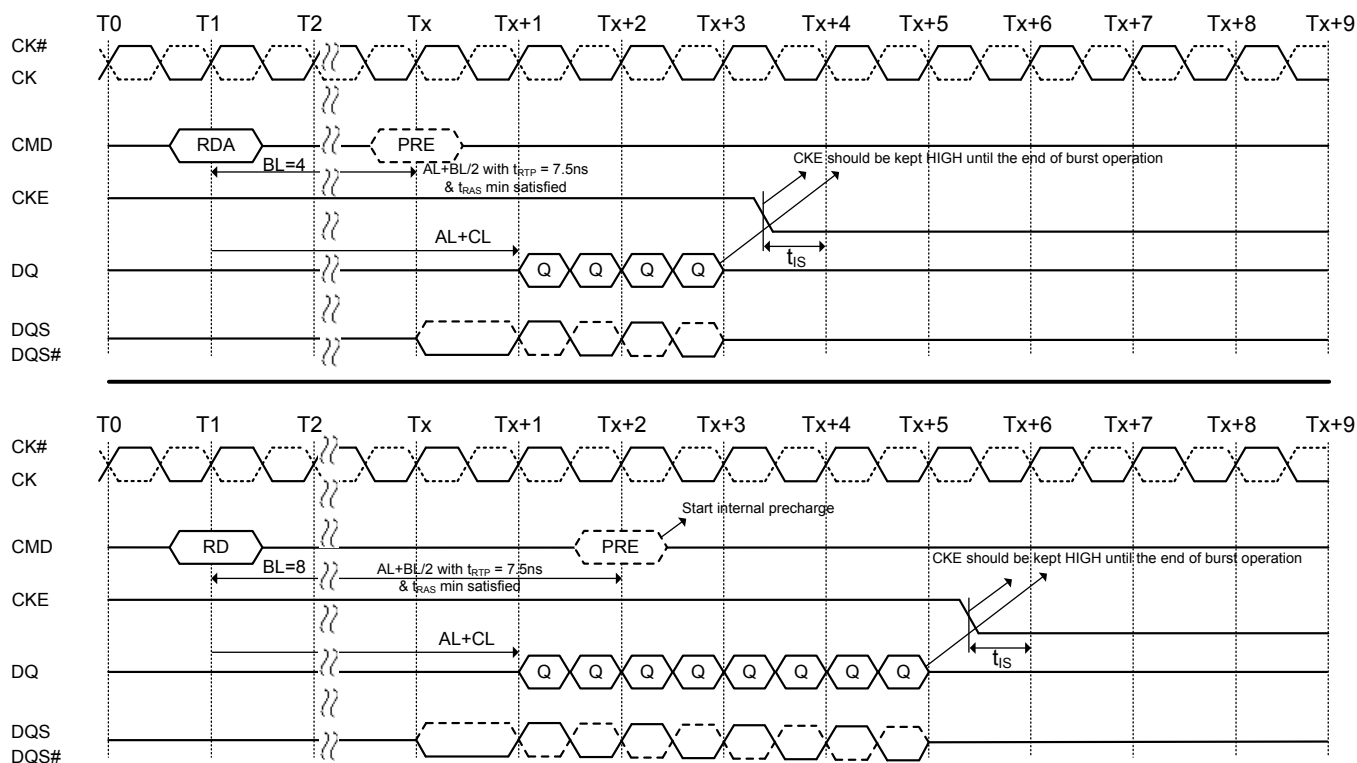 T0 T1 T2 Tx Tx+1 Tx+2 Tx+3 Tx+4 Tx+5 Tx+6 Tx+7 Tx+8 Tx+9
CK#
CK
CMD RDA PRE
BL=4 AL+BL/2 with tRTP = 7.5ns
& tRAS min satisfied
CKE should be kept HIGH until the end of burst operation
CKE
AL+CL
tIS
DQ Q Q Q Q
DQS
DQS#
T0 T1 T2 Tx Tx+1 Tx+2 Tx+3 Tx+4 Tx+5 Tx+6 Tx+7 Tx+8 Tx+9
CK#
CK
Start internal precharge
CMD RD PRE
CKE should be kept HIGH until the end of burst operation
BL=8 AL+BL/2 with tRTP = 7.5ns
& tRAS min satisfied
CKE
AL+CL
tIS
DQ Q Q Q Q Q Q Q Q
DQS
DQS#